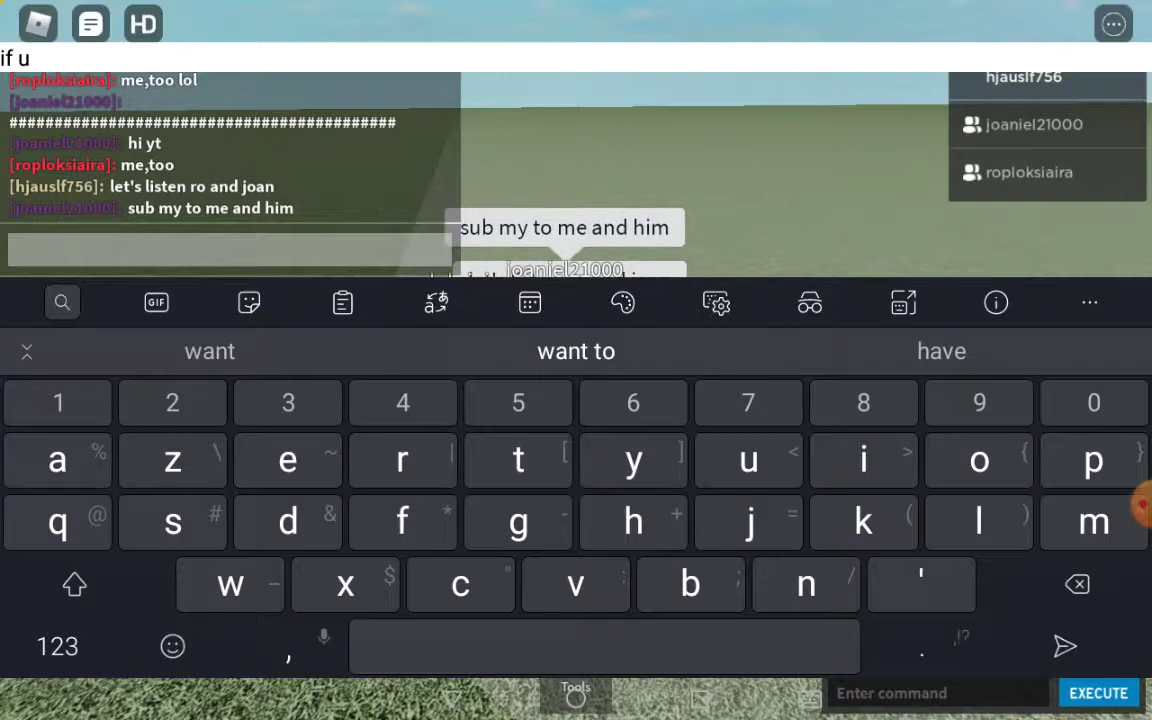 HD
if u
hjauslf756
[roploksiaira]: me,too lol
[joaniel21000]:
###########################################
joaniel21000
[joaniel21000]: hi yt
[roploksiaira]: me,too
roploksiaira
[hjauslf756]: let's listen ro and joan
[joaniel21000]: sub my to me and him
sub my to me and him
joaniel21000
GIF
want want to have
1 2 3 4 5 6 7 8 9 0
a % z \ e ~ r | t [ y ] u < i > o { p }
q @ s # d & f * g - h + j = k ( l ) m
w _ x $ c " v : b ; n / '
123 , . ,!?
Tools
Enter command EXECUTE